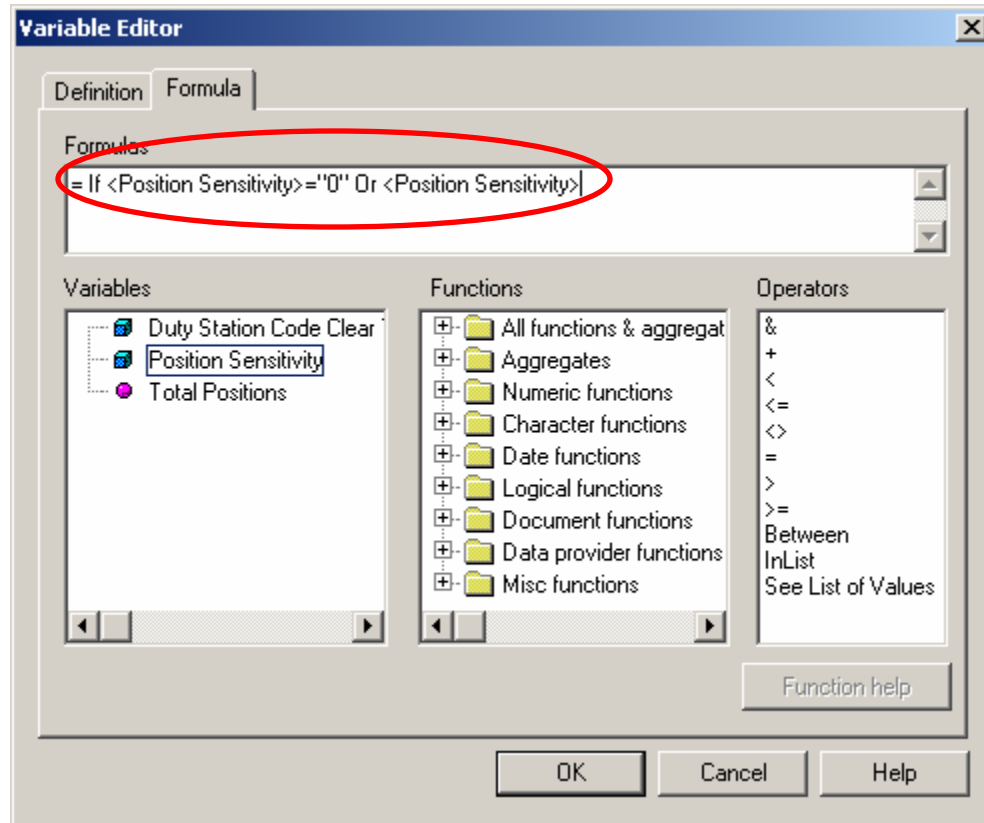 Variable Editor
Definition Formula
Formulas
= If <Position Sensitivity>="0" Or <Position Sensitivity>
Variables
Duty Station Code Clear
Position Sensitivity
Total Positions
Functions
All functions & aggregat
Aggregates
Numeric functions
Character functions
Date functions
Logical functions
Document functions
Data provider functions
Misc functions
Operators
&
+
<
<=
<>
=
>
>=
Between
InList
See List of Values
Function help
OK Cancel Help